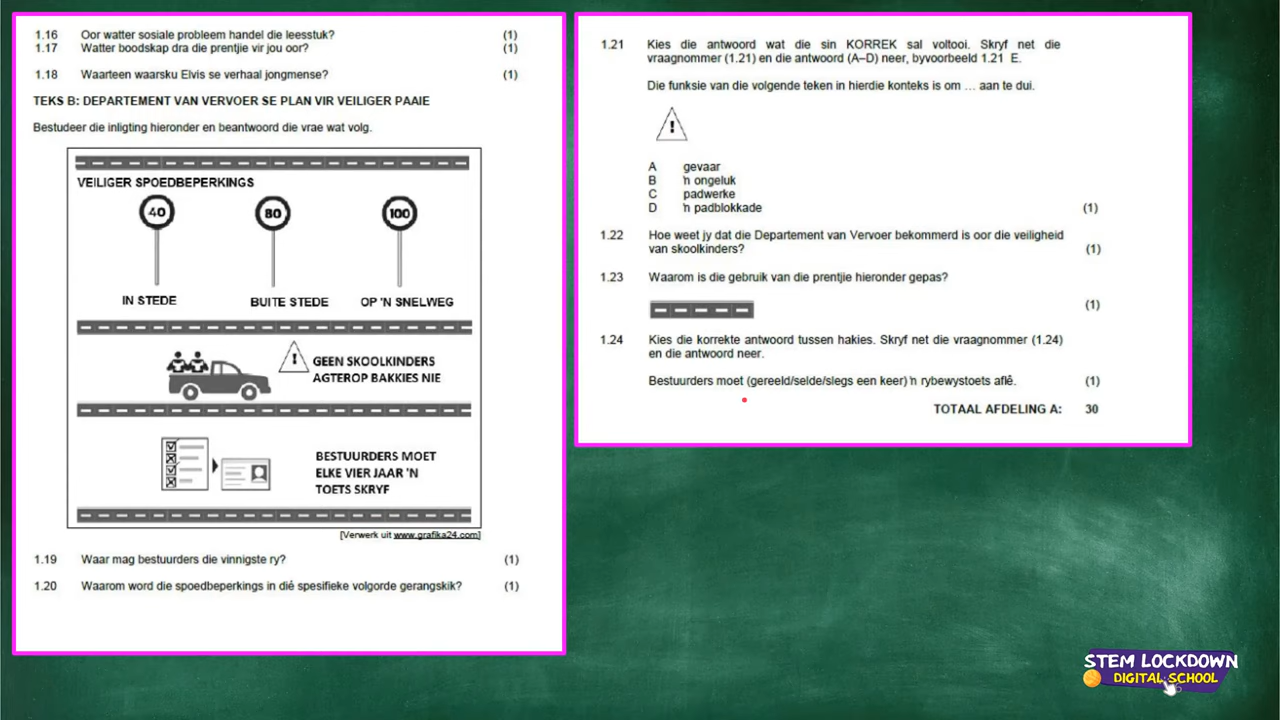 1.16 Oor watter sosiale probleem handel die leesstuk? (1)
1.17 Watter boodskap dra die prentjie vir jou oor? (1)
1.18 Waarteen waarsku Elvis se verhaal jongmense? (1)
TEKS B: DEPARTEMENT VAN VERVOER SE PLAN VIR VEILIGER PAAIE
Bestudeer die inligting hieronder en beantwoord die vrae wat volg.
VEILIGER SPOEDBEPERKINGS
40 80 100
IN STEDE BUITE STEDE OP 'N SNELWEG
! GEEN SKOOLKINDERS
AGTEROP BAKKIES NIE
BESTUURDERS MOET
ELKE VIER JAAR 'N
TOETS SKRYF
[Verwerk uit www.grafika24.com]
1.19 Waar mag bestuurders die vinnigste ry? (1)
1.20 Waarom word die spoedbeperkings in dié spesifieke volgorde gerangskik? (1)
1.21 Kies die antwoord wat die sin KORREK sal voltooi. Skryf net die
vraagnommer (1.21) en die antwoord (A–D) neer, byvoorbeeld 1.21 E.
Die funksie van die volgende teken in hierdie konteks is om … aan te dui.
!
A gevaar
B 'n ongeluk
C padwerke
D 'n padblokkade (1)
1.22 Hoe weet jy dat die Departement van Vervoer bekommerd is oor die veiligheid
van skoolkinders? (1)
1.23 Waarom is die gebruik van die prentjie hieronder gepas?
(1)
1.24 Kies die korrekte antwoord tussen hakies. Skryf net die vraagnommer (1.24)
en die antwoord neer.
Bestuurders moet (gereeld/selde/slegs een keer) 'n rybewystoets aflê. (1)
TOTAAL AFDELING A: 30
STEM LOCKDOWN
DIGITAL SCHOOL